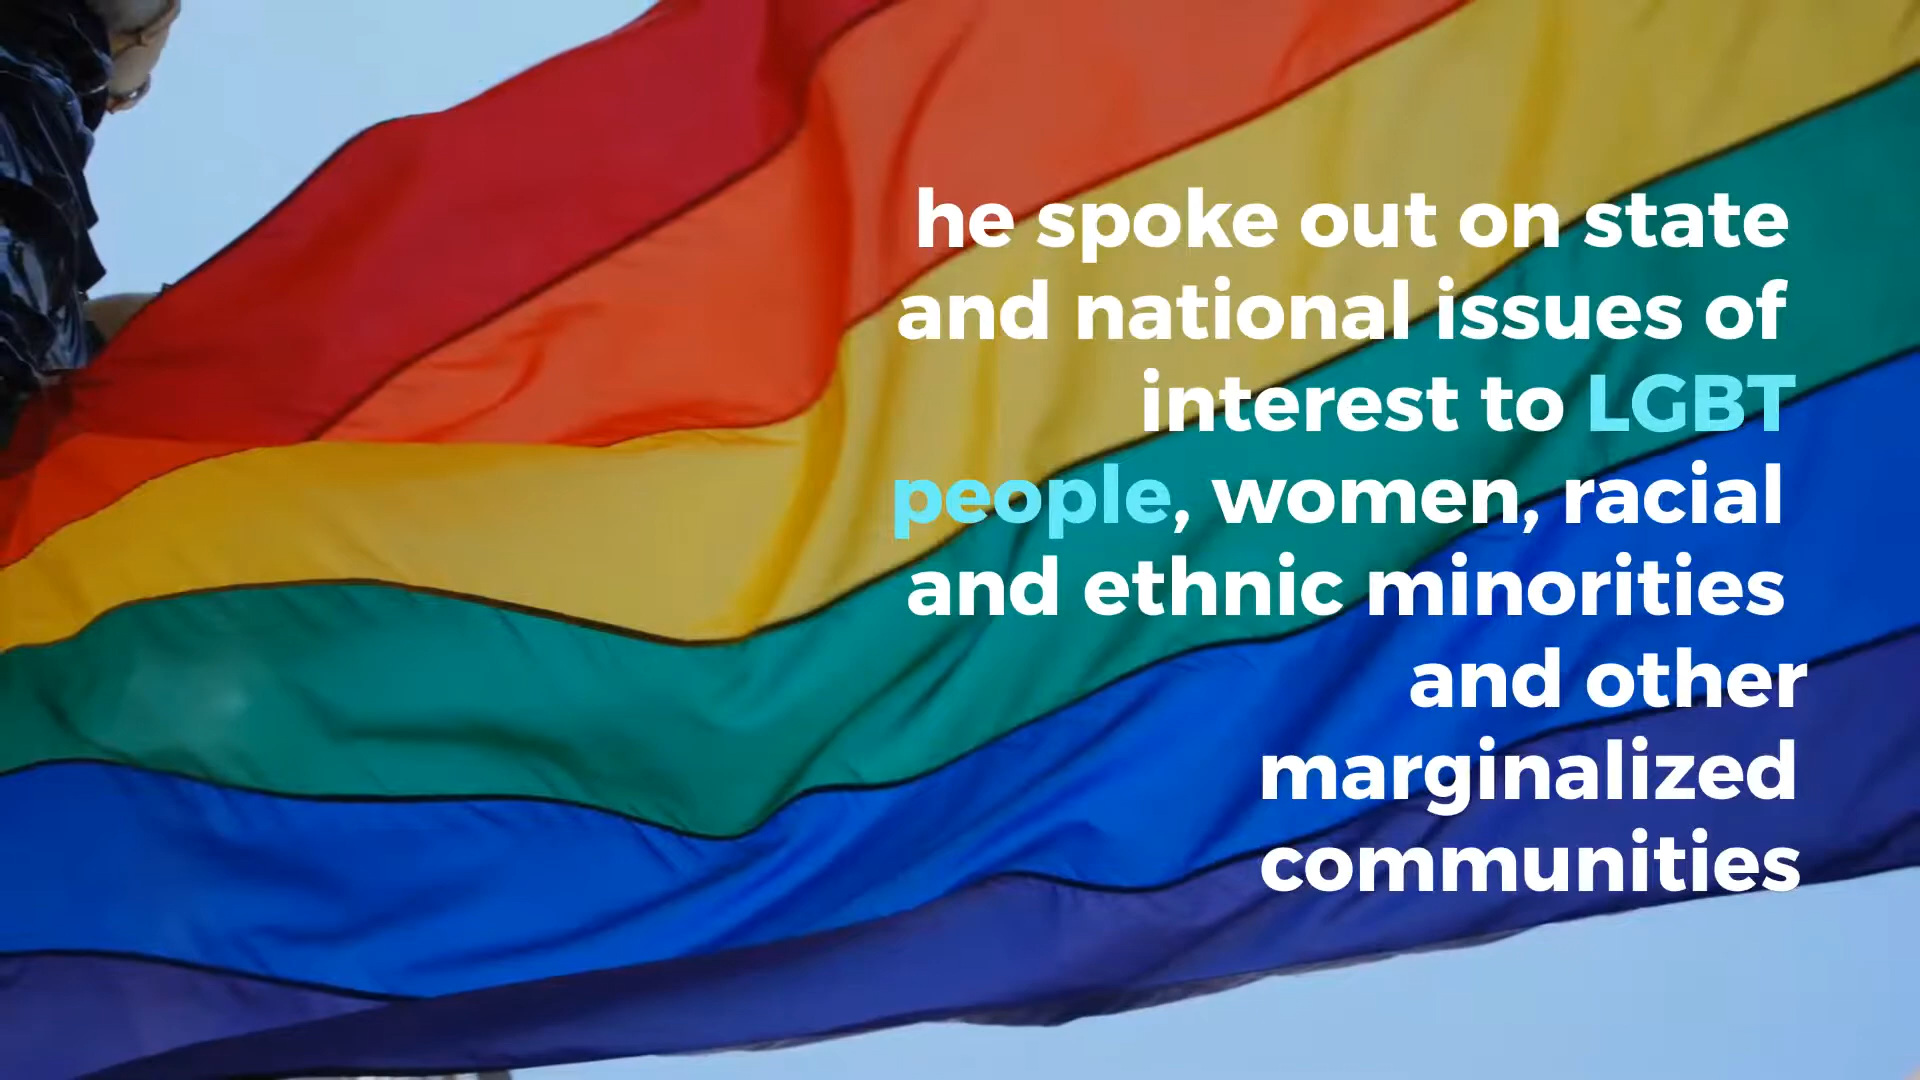 he spoke out on state
and national issues of
interest to LGBT
people, women, racial
and ethnic minorities
and other
marginalized
communities